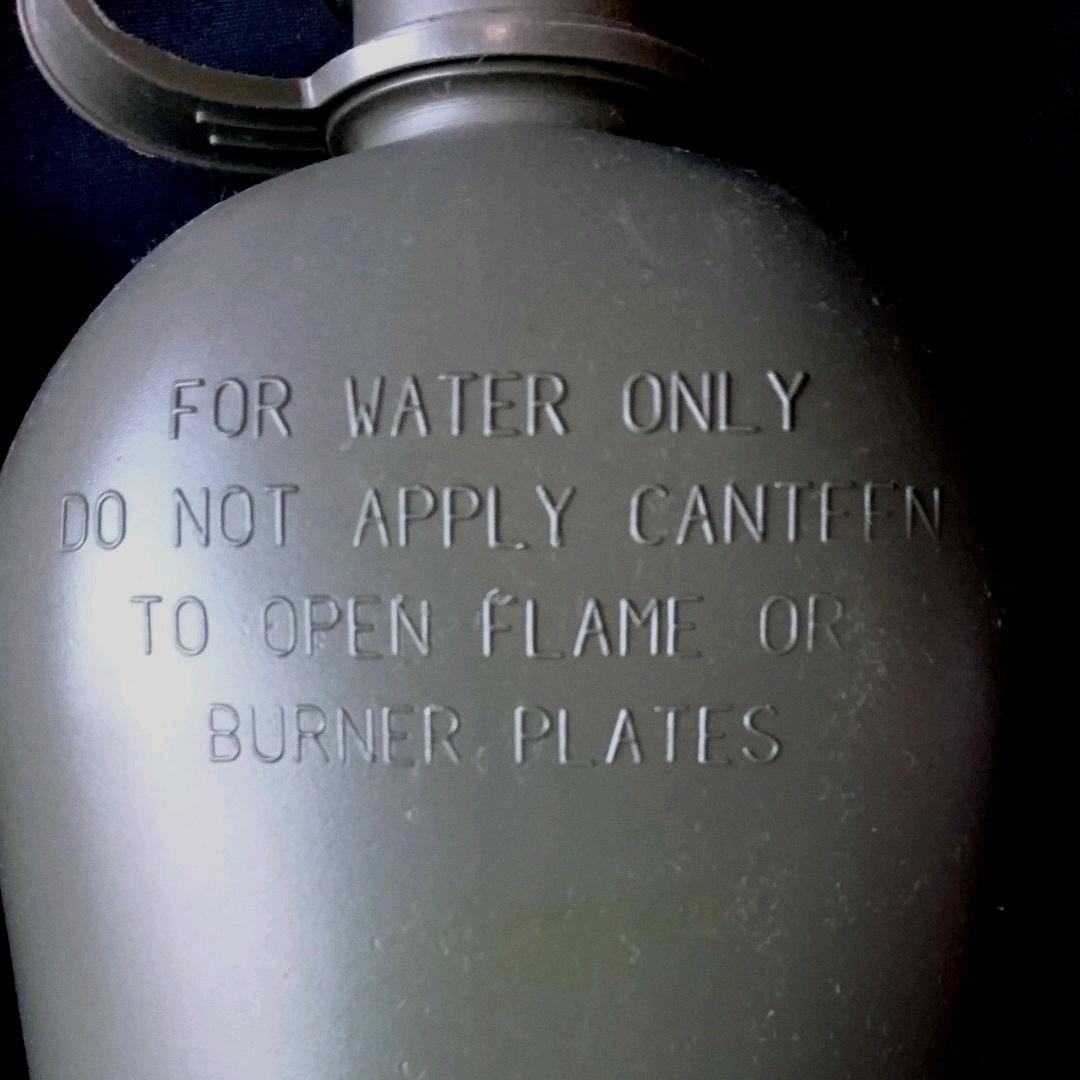 FOR WATER ONLY
DO NOT APPLY CANTEEN
TO OPEN FLAME OR
BURNER PLATES